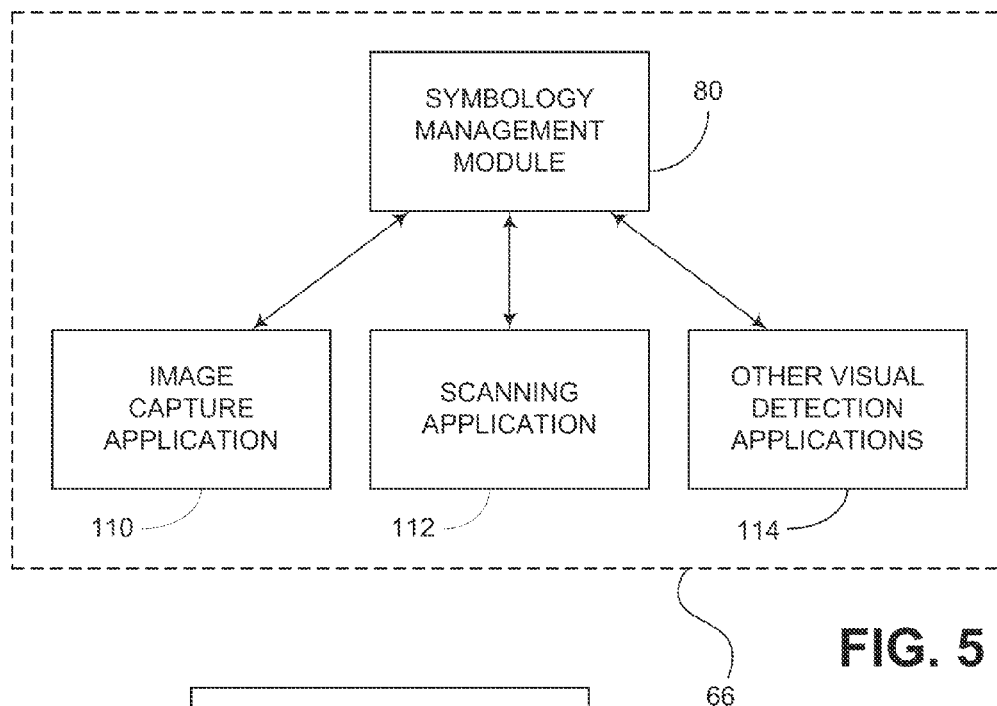 SYMBOLOGY
MANAGEMENT
MODULE
80
IMAGE
CAPTURE
APPLICATION
SCANNING
APPLICATION
OTHER VISUAL
DETECTION
APPLICATIONS
110
112
114
FIG. 5
66